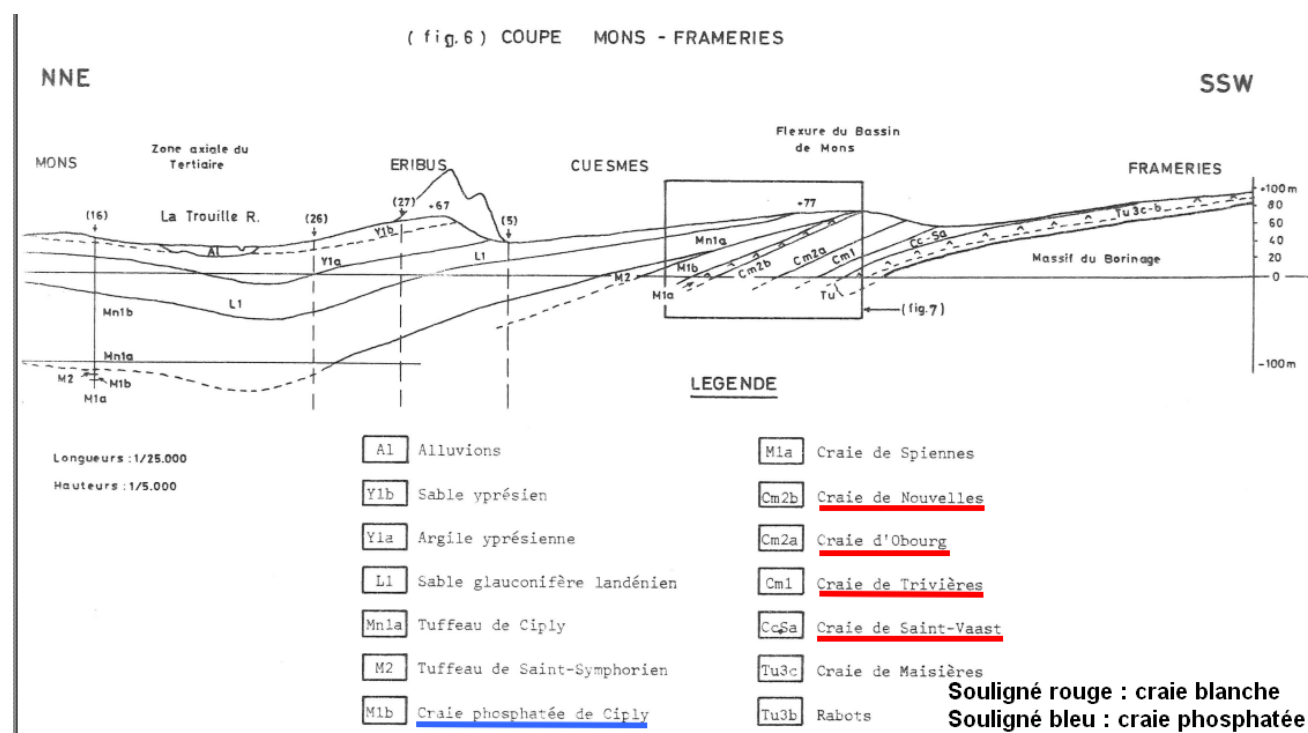 ( fig.6 ) COUPE MONS - FRAMERIES
NNE
SSW
Flexure du Bassin
de Mons
Zone axiale du
Tertiaire
MONS
ERIBUS
CUESMES
FRAMERIES
(16)
La Trouille R.
(26)
(27)
+67
(5)
+77
+100m
80
60
40
20
0
-100m
Al
Y1b
Y1a
L1
L1
Mn1b
Mn1a
Mn1a
M2
M1b
M1a
M2
M1b
M1a
Cm2b
Cm2a
Cm1
Cc-Sa
Tu
Tu3c-b
Massif du Borinage
(fig.7)
LEGENDE
Longueurs : 1/25.000
Hauteurs : 1/5.000
Al Alluvions
Y1b Sable yprésien
Y1a Argile yprésienne
L1 Sable glauconifère landénien
Mn1a Tuffeau de Ciply
M2 Tuffeau de Saint-Symphorien
M1b Craie phosphatée de Ciply
M1a Craie de Spiennes
Cm2b Craie de Nouvelles
Cm2a Craie d'Obourg
Cm1 Craie de Trivières
Cc+Sa Craie de Saint-Vaast
Tu3c Craie de Maisières
Tu3b Rabots
Souligné rouge : craie blanche
Souligné bleu : craie phosphatée